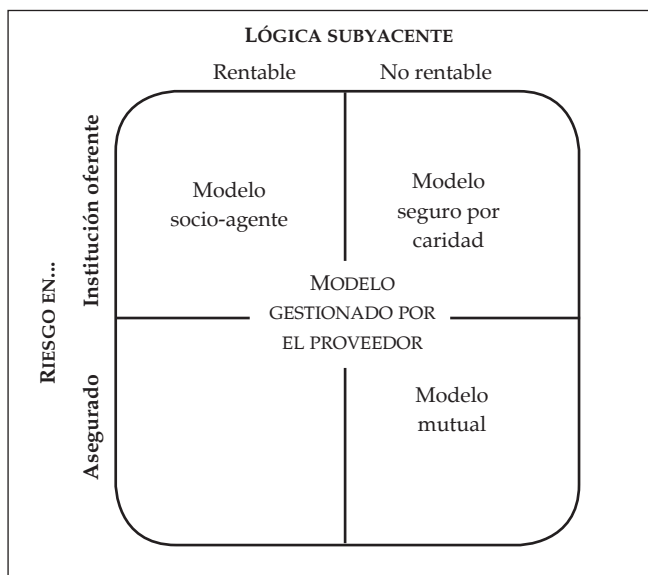 LÓGICA SUBYACENTE
Rentable No rentable
RIESGO EN...
Institución oferente
Modelo
socio-agente
Modelo
seguro por
caridad
MODELO
GESTIONADO POR
EL PROVEEDOR
Asegurado
Modelo
mutual